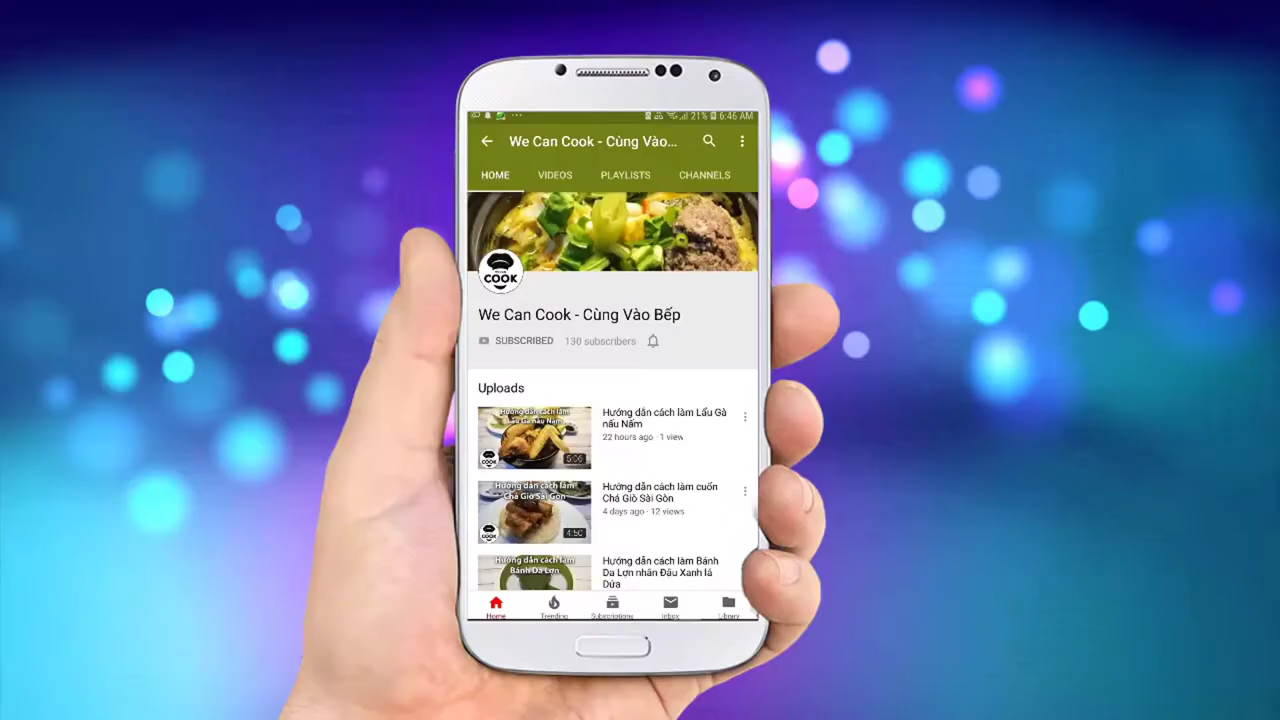 21% 6:46 AM
We Can Cook - Cùng Vào...
HOME VIDEOS PLAYLISTS CHANNELS
COOK
We Can Cook - Cùng Vào Bếp
SUBSCRIBED 130 subscribers
Uploads
Hướng dẫn cách làm
Lẩu Gà nấu Nấm
COOK
5:06
Hướng dẫn cách làm Lẩu Gà
nấu Nấm
22 hours ago · 1 view
Hướng dẫn cách làm
Chả Giò Sài Gòn
COOK
4:50
Hướng dẫn cách làm cuốn
Chả Giò Sài Gòn
4 days ago · 12 views
Hướng dẫn cách làm
Bánh Da Lợn
Hướng dẫn cách làm Bánh
Da Lợn nhân Đậu Xanh lá
Dứa
Home Trending Subscriptions Inbox Library